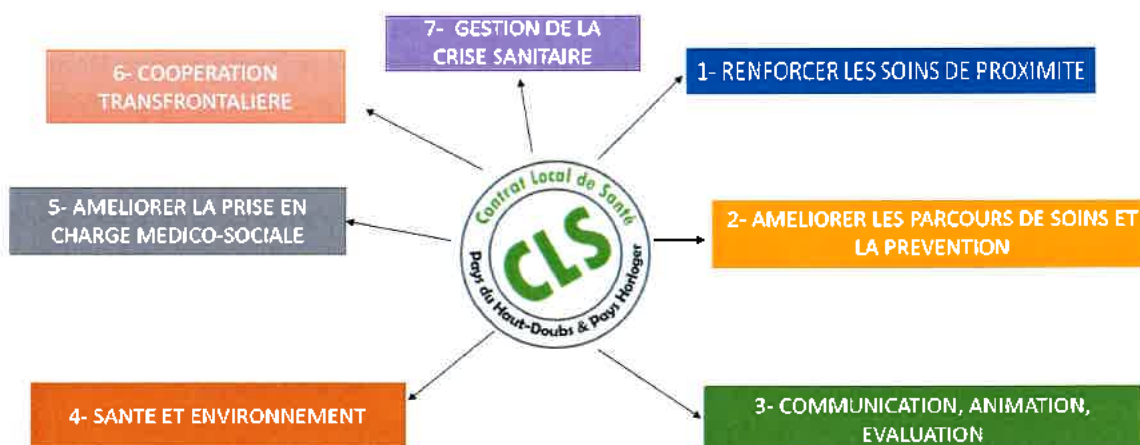 7- GESTION DE LA
CRISE SANITAIRE
6- COOPERATION
TRANSFRONTALIERE
1- RENFORCER LES SOINS DE PROXIMITE
5- AMELIORER LA PRISE EN
CHARGE MEDICO-SOCIALE
Contrat Local de Santé
CLS
Pays du Haut-Doubs & Pays Horloger
2- AMELIORER LES PARCOURS DE SOINS ET
LA PREVENTION
4- SANTE ET ENVIRONNEMENT
3- COMMUNICATION, ANIMATION,
EVALUATION